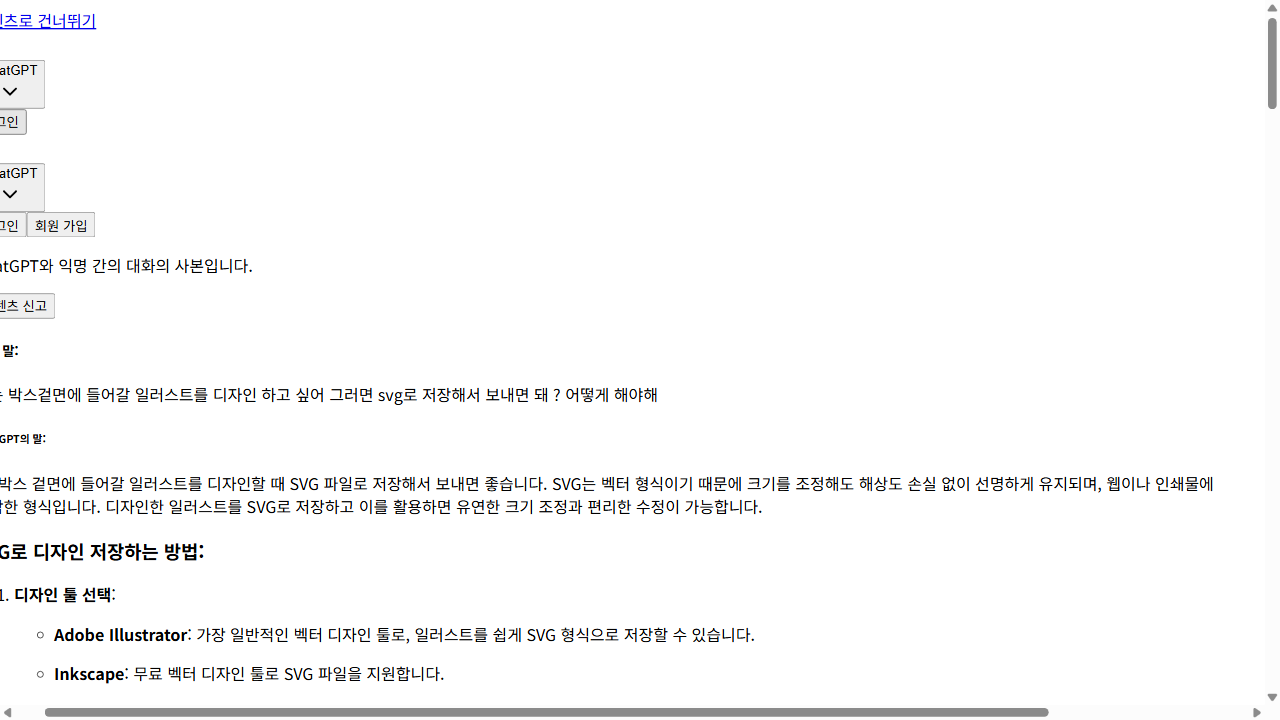 츠로 건너뛰기
atGPT
그인
atGPT
그인 회원 가입
atGPT와 익명 간의 대화의 사본입니다.
텐츠 신고
말:
는 박스겉면에 들어갈 일러스트를 디자인 하고 싶어 그러면 svg로 저장해서 보내면 돼 ? 어떻게 해야해
GPT의 말:
박스 겉면에 들어갈 일러스트를 디자인할 때 SVG 파일로 저장해서 보내면 좋습니다. SVG는 벡터 형식이기 때문에 크기를 조정해도 해상도 손실 없이 선명하게 유지되며, 웹이나 인쇄물에
한 형식입니다. 디자인한 일러스트를 SVG로 저장하고 이를 활용하면 유연한 크기 조정과 편리한 수정이 가능합니다.
G로 디자인 저장하는 방법:
1. 디자인 툴 선택:
Adobe Illustrator: 가장 일반적인 벡터 디자인 툴로, 일러스트를 쉽게 SVG 형식으로 저장할 수 있습니다.
Inkscape: 무료 벡터 디자인 툴로 SVG 파일을 지원합니다.